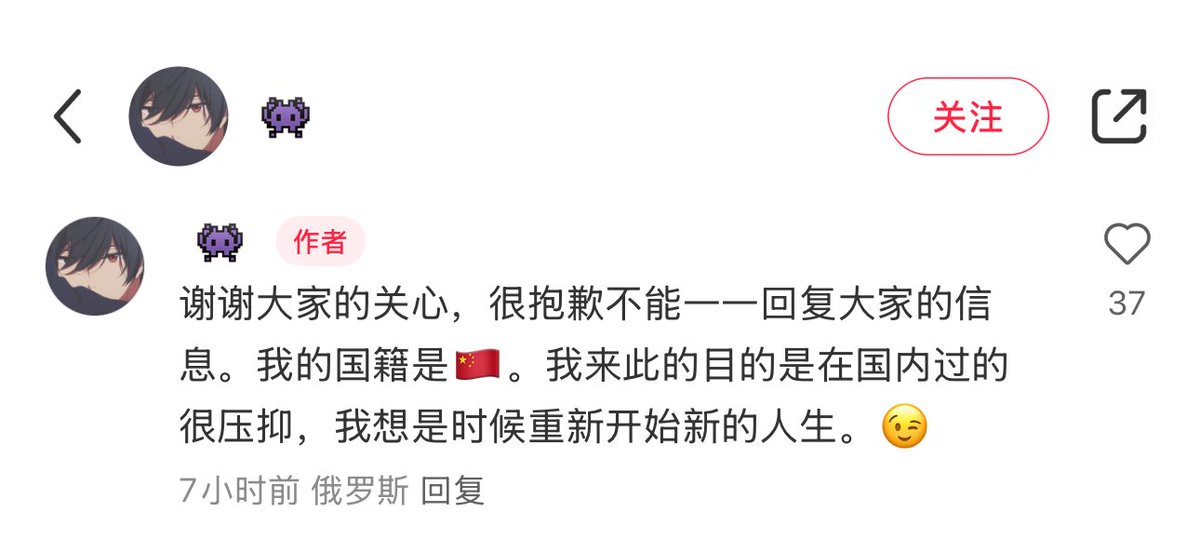 关注
作者
谢谢大家的关心，很抱歉不能一一回复大家的信
息。我的国籍是🇨🇳。我来此的目的是在国内过的
很压抑，我想是时候重新开始新的人生。😉
37
7小时前 俄罗斯 回复